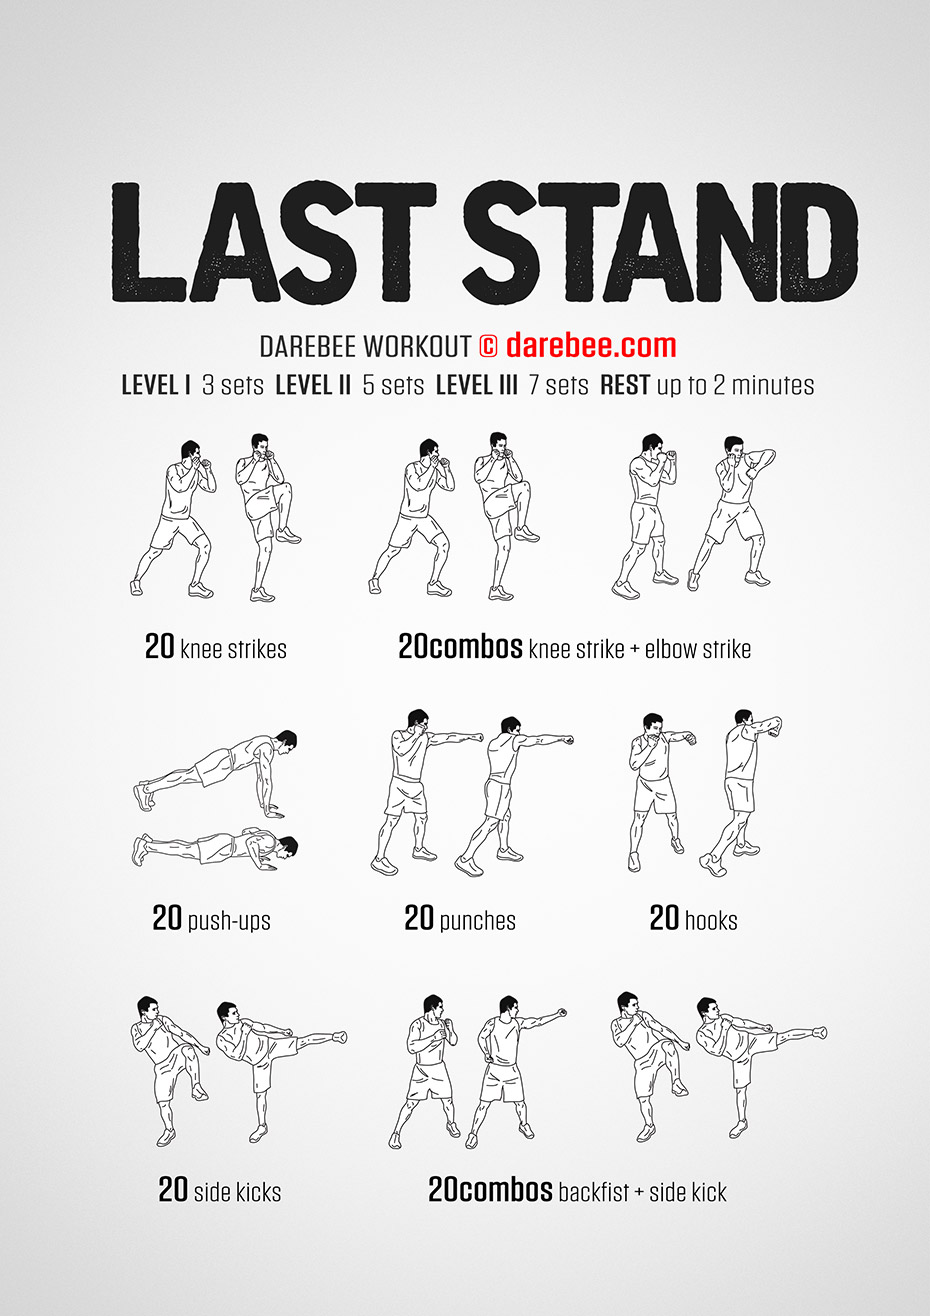 LAST STAND
DAREBEE WORKOUT © darebee.com
LEVEL I 3 sets LEVEL II 5 sets LEVEL III 7 sets REST up to 2 minutes
20 knee strikes
20combos knee strike + elbow strike
20 push-ups
20 punches
20 hooks
20 side kicks
20combos backfist + side kick